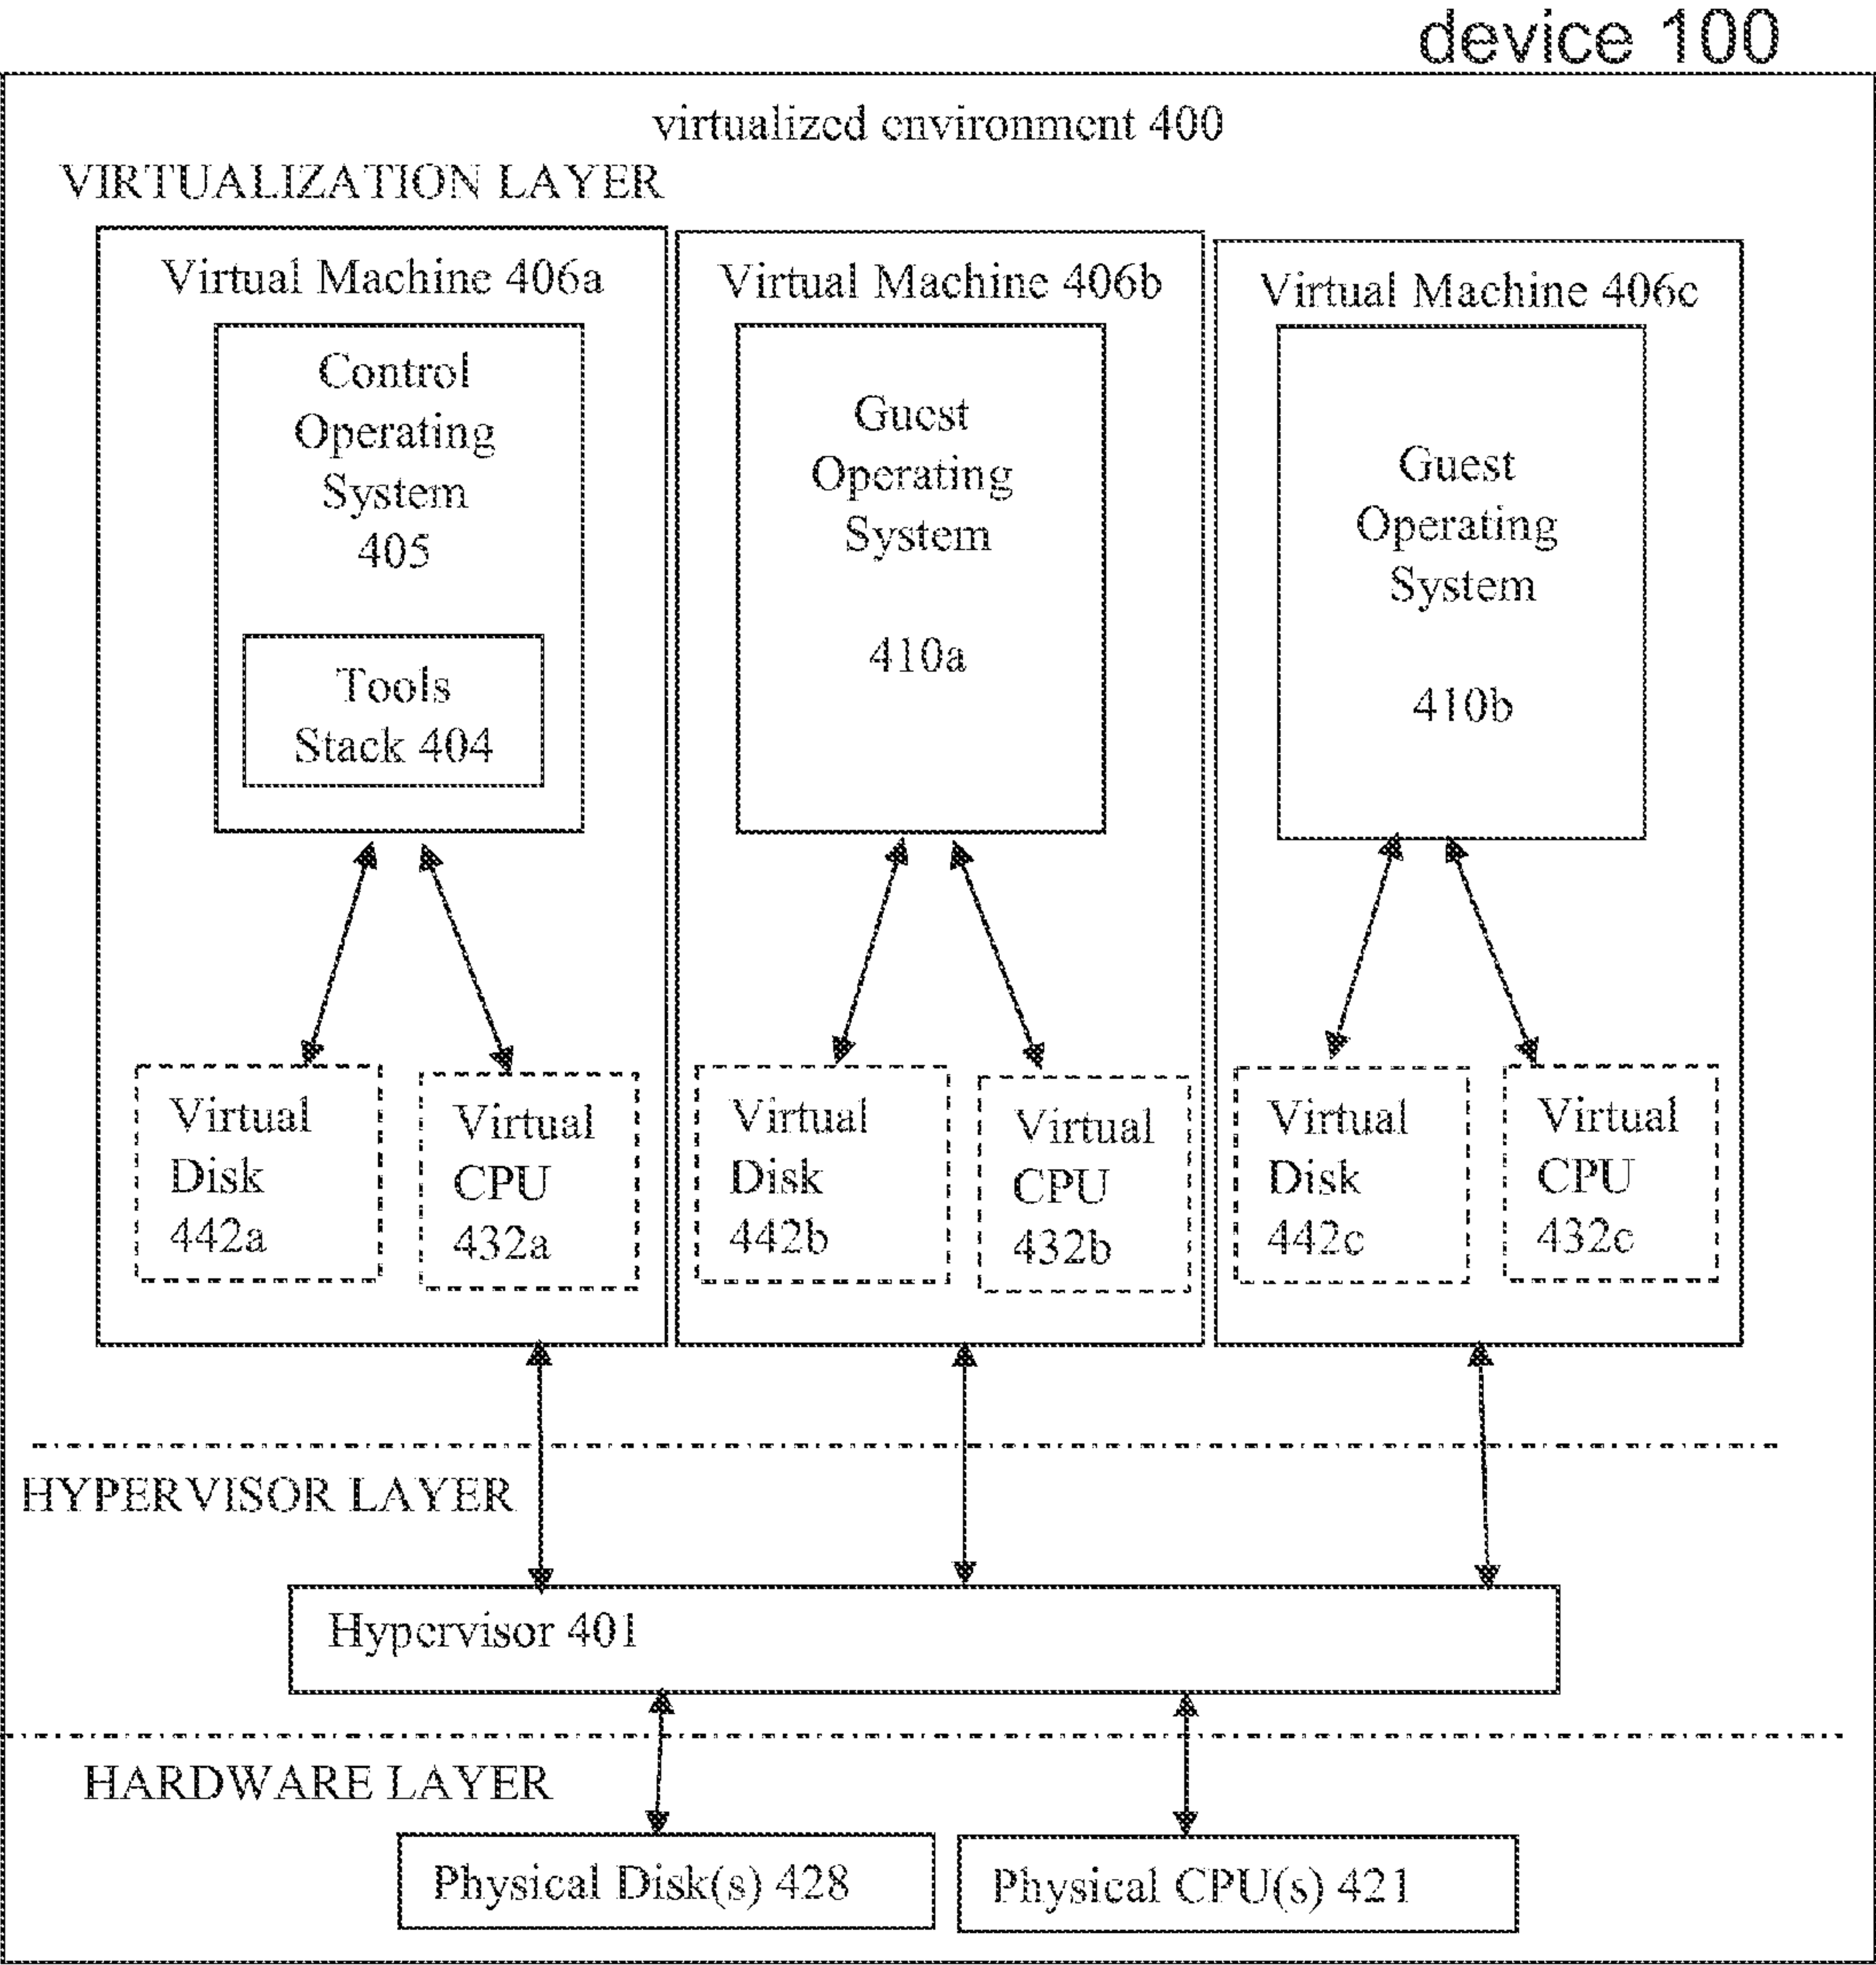 device 100
virtualized environment 400
VIRTUALIZATION LAYER
Virtual Machine 406a
Control
Operating
System
405
Tools
Stack 404
Virtual
Disk
442a
Virtual
CPU
432a
Virtual Machine 406b
Guest
Operating
System
410a
Virtual
Disk
442b
Virtual
CPU
432b
Virtual Machine 406c
Guest
Operating
System
410b
Virtual
Disk
442c
Virtual
CPU
432c
HYPERVISOR LAYER
Hypervisor 401
HARDWARE LAYER
Physical Disk(s) 428
Physical CPU(s) 421